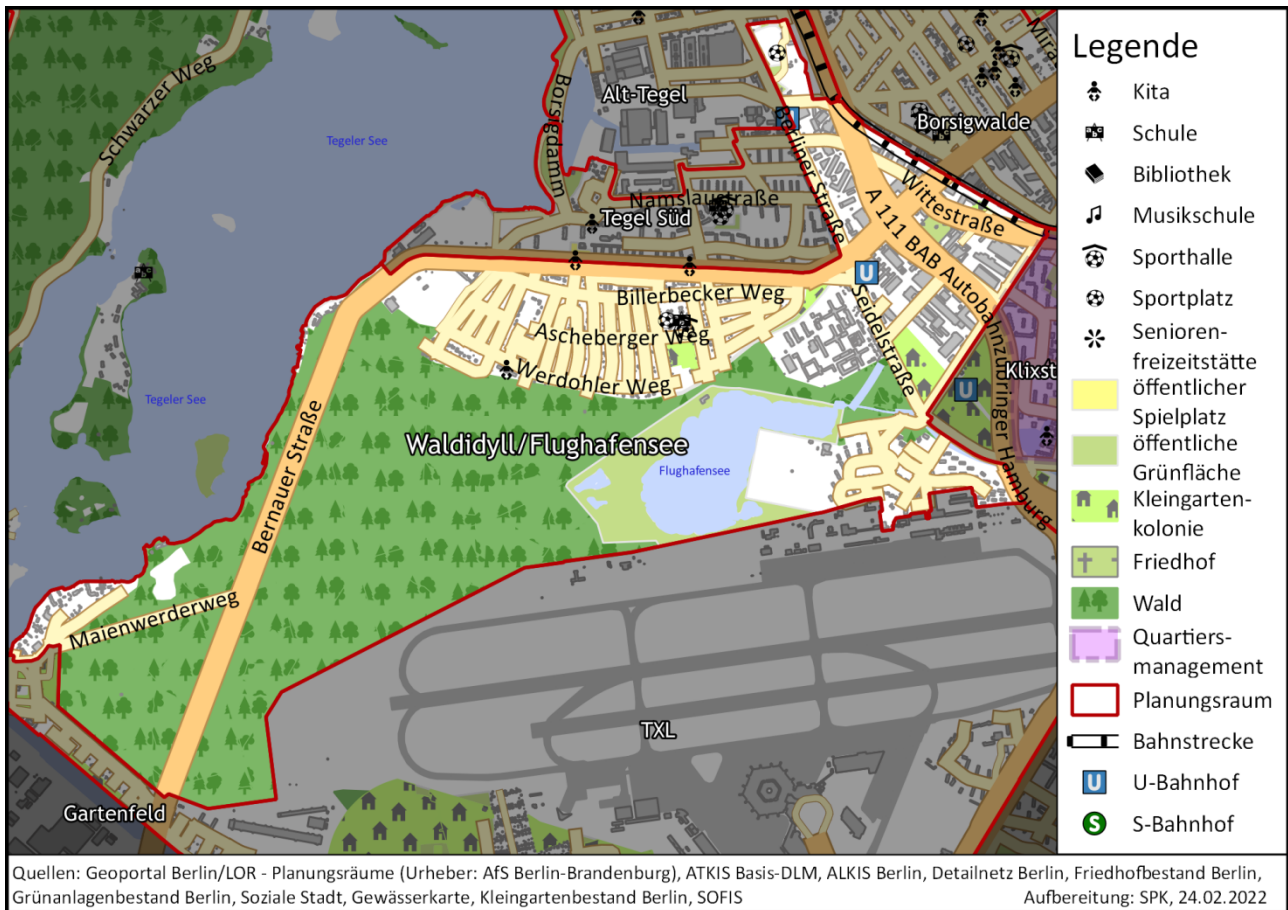 Schwarzer Weg
Tegeler See
Borsigdamm
Alt-Tegel
Berliner Straße
Borsigwalde
Namslaustraße
Tegel Süd
Wittestraße
A 111 BAB Autobahnzubringer Hamburg
Billerbecker Weg
Seidelstraße
Ascheberger Weg
Werdohler Weg
Klixst
Tegeler See
Bernauer Straße
Waldidyll/Flughafensee
Flughafensee
Maienwerderweg
TXL
Gartenfeld
Mira
U
U
U
Legende
Kita
Schule
Bibliothek
Musikschule
Sporthalle
Sportplatz
Senioren-
freizeitstätte
öffentlicher
Spielplatz
öffentliche
Grünfläche
Kleingarten-
kolonie
Friedhof
Wald
Quartiers-
management
Planungsraum
Bahnstrecke
U U-Bahnhof
S S-Bahnhof
Quellen: Geoportal Berlin/LOR - Planungsräume (Urheber: AfS Berlin-Brandenburg), ATKIS Basis-DLM, ALKIS Berlin, Detailnetz Berlin, Friedhofbestand Berlin,
Grünanlagenbestand Berlin, Soziale Stadt, Gewässerkarte, Kleingartenbestand Berlin, SOFIS Aufbereitung: SPK, 24.02.2022